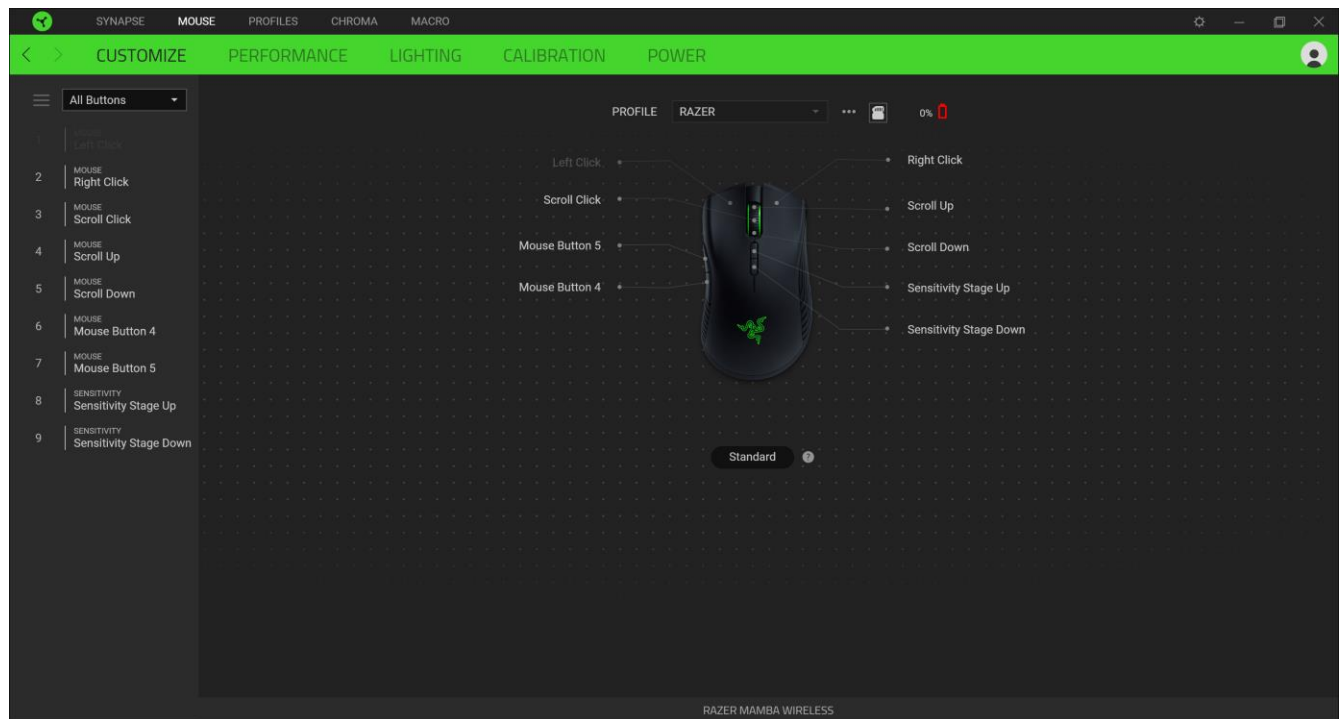 SYNAPSE MOUSE PROFILES CHROMA MACRO
CUSTOMIZE PERFORMANCE LIGHTING CALIBRATION POWER
All Buttons
1 MOUSE
Left Click
2 MOUSE
Right Click
3 MOUSE
Scroll Click
4 MOUSE
Scroll Up
5 MOUSE
Scroll Down
6 MOUSE
Mouse Button 4
7 MOUSE
Mouse Button 5
8 SENSITIVITY
Sensitivity Stage Up
9 SENSITIVITY
Sensitivity Stage Down
PROFILE RAZER ••• 0%
Left Click
Scroll Click
Mouse Button 5
Mouse Button 4
Right Click
Scroll Up
Scroll Down
Sensitivity Stage Up
Sensitivity Stage Down
Standard ?
RAZER MAMBA WIRELESS